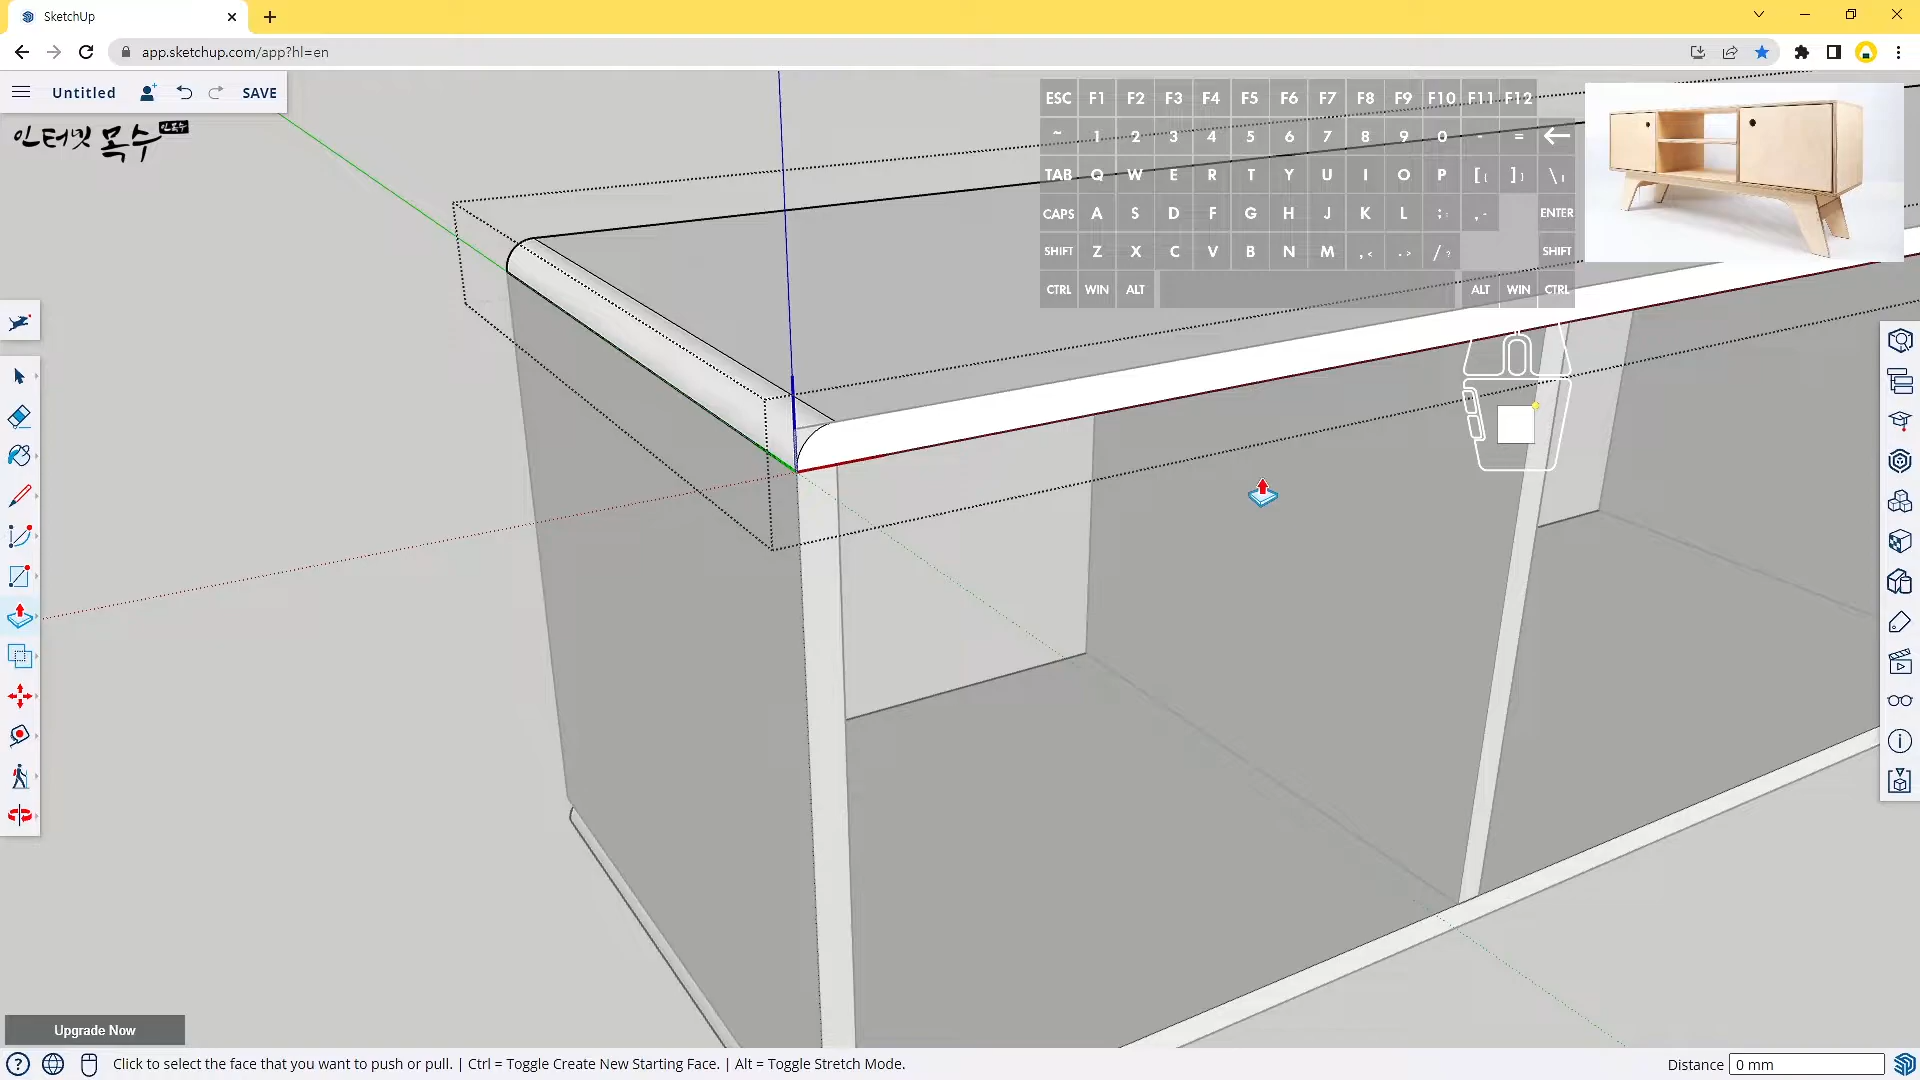 SketchUp
app.sketchup.com/app?hl=en
Untitled
SAVE
인터넷 목수
ESC F1 F2 F3 F4 F5 F6 F7 F8 F9 F10 F11 F12
~ 1 2 3 4 5 6 7 8 9 0 - =
TAB Q W E R T Y U I O P [ ] \
CAPS A S D F G H J K L ; ENTER
SHIFT Z X C V B N M , < . > / ? SHIFT
CTRL WIN ALT ALT WIN CTRL
Upgrade Now
Click to select the face that you want to push or pull. | Ctrl = Toggle Create New Starting Face. | Alt = Toggle Stretch Mode.
Distance 0 mm